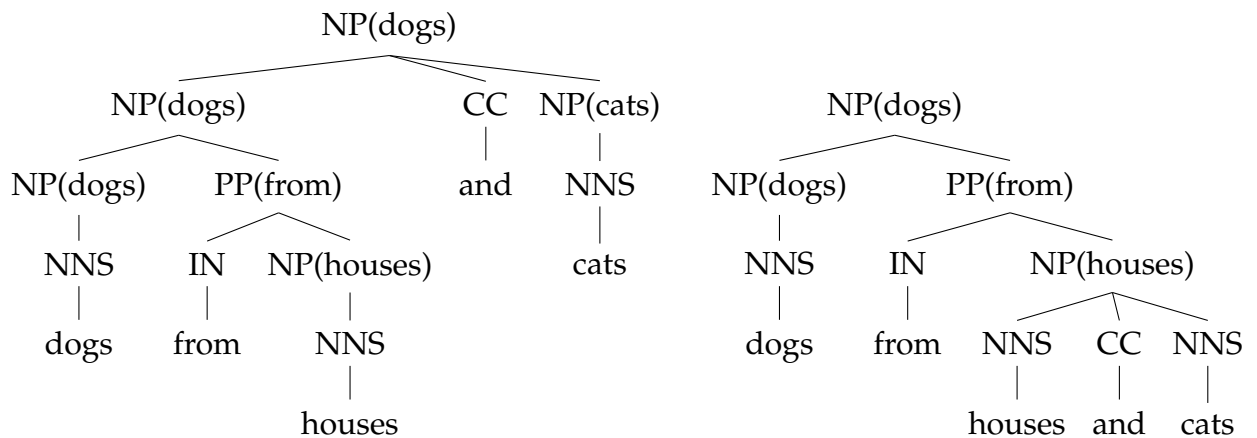 NP(dogs)
NP(dogs) CC NP(cats) NP(dogs)
NP(dogs) PP(from) and NNS NP(dogs) PP(from)
NNS IN NP(houses) cats NNS IN NP(houses)
dogs from NNS dogs from NNS CC NNS
houses houses and cats